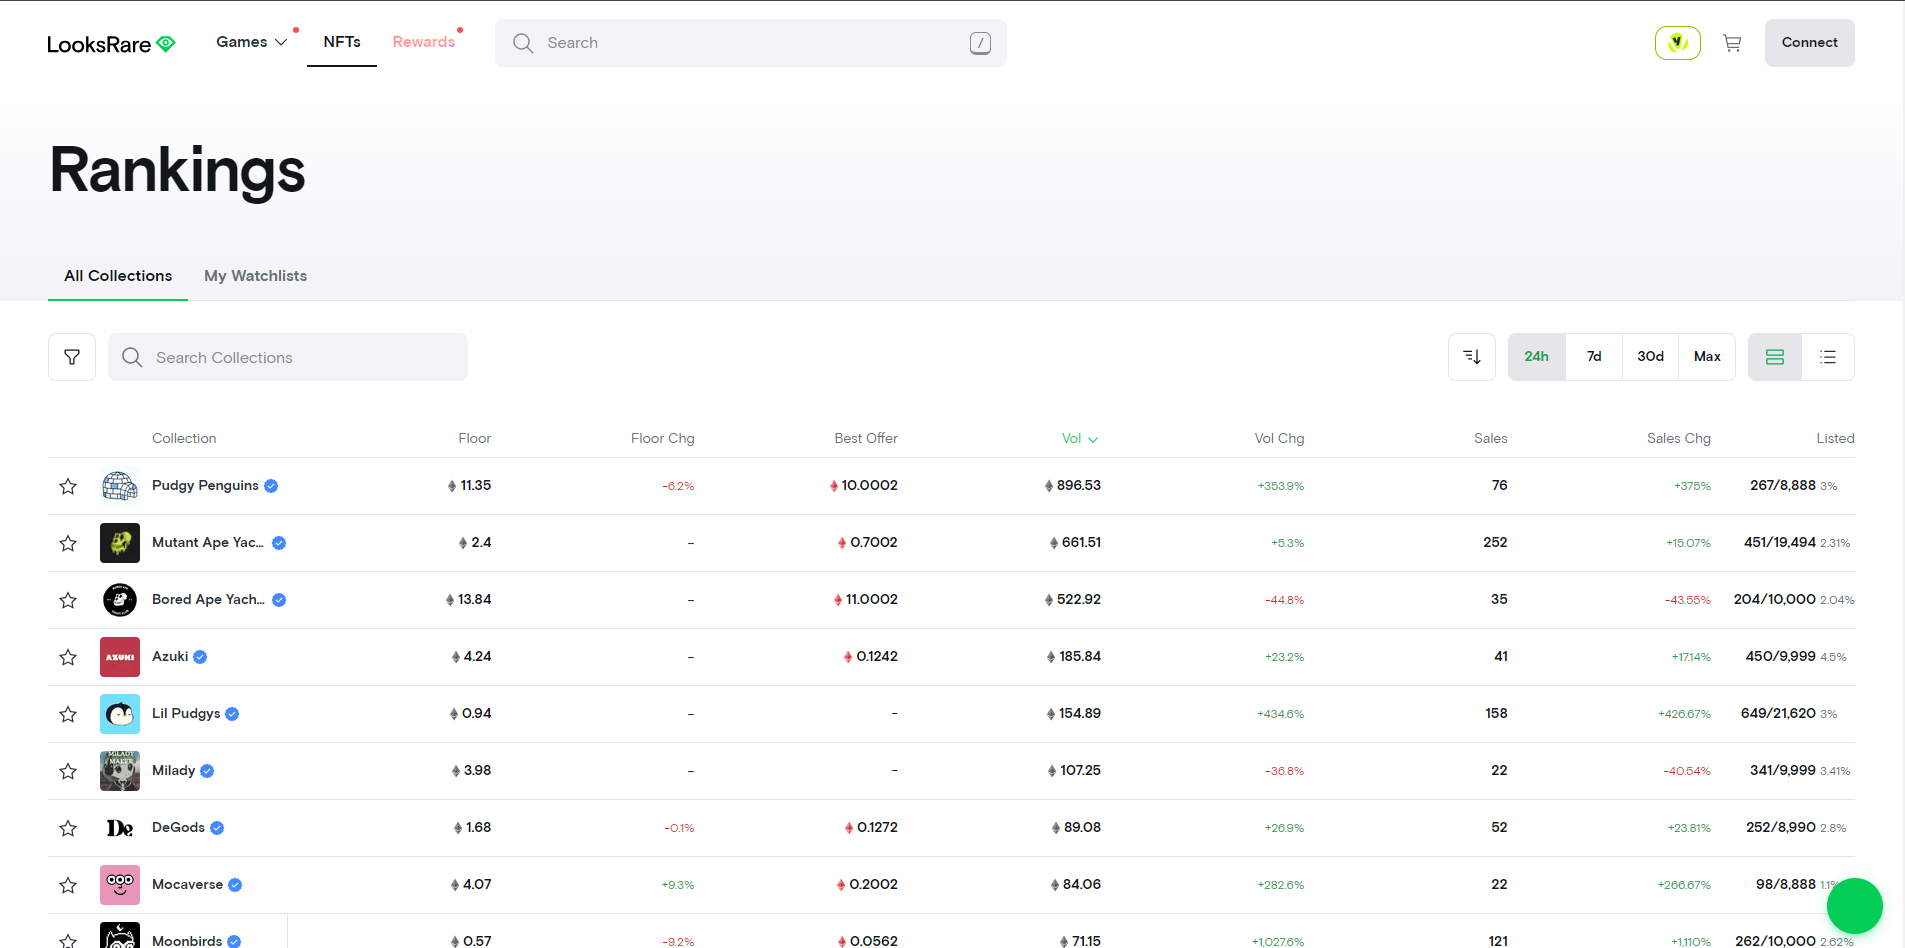 LooksRare Games NFTs Rewards Search / Connect
Rankings
All Collections My Watchlists
Search Collections 24h 7d 30d Max
Collection Floor Floor Chg Best Offer Vol Vol Chg Sales Sales Chg Listed
Pudgy Penguins 11.35 -6.2% 10.0002 896.53 +353.9% 76 +375% 267/8,888 3%
Mutant Ape Yac... 2.4 - 0.7002 661.51 +5.3% 252 +15.07% 451/19,494 2.31%
Bored Ape Yach... 13.84 - 11.0002 522.92 -44.8% 35 -43.55% 204/10,000 2.04%
AZUKI Azuki 4.24 - 0.1242 185.84 +23.2% 41 +17.14% 450/9,999 4.5%
Lil Pudgys 0.94 - - 154.89 +434.6% 158 +426.67% 649/21,620 3%
MILADY MAKER Milady 3.98 - - 107.25 -36.8% 22 -40.54% 341/9,999 3.41%
De DeGods 1.68 -0.1% 0.1272 89.08 +26.9% 52 +23.81% 252/8,990 2.8%
Mocaverse 4.07 +9.3% 0.2002 84.06 +282.6% 22 +266.67% 98/8,888 1.1%
Moonbirds 0.57 -9.2% 0.0562 71.15 +1,027.6% 121 +1,110% 262/10,000 2.62%